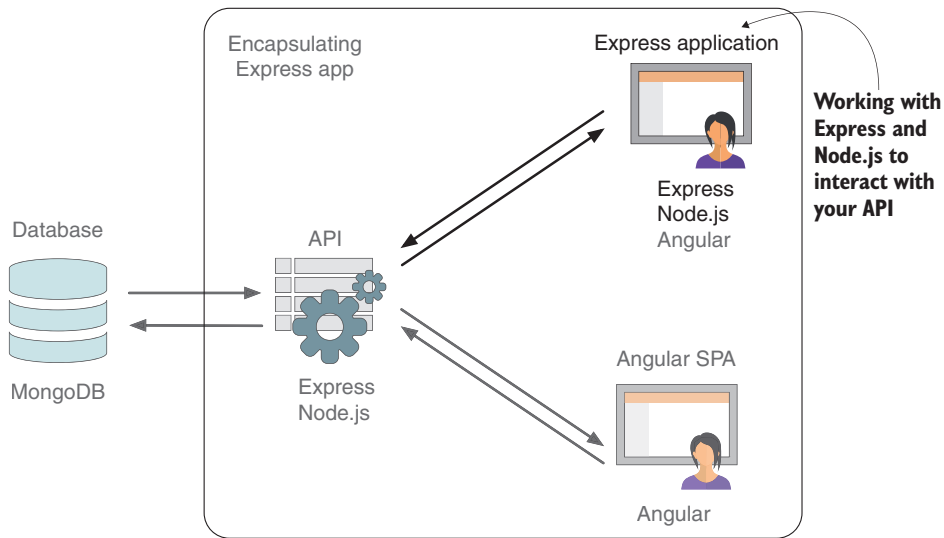 Encapsulating
Express app
Express application
Working with
Express and
Node.js to
interact with
your API
Express
Node.js
Angular
Database
API
MongoDB
Express
Node.js
Angular SPA
Angular